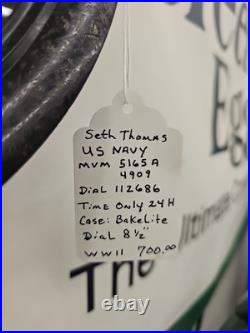 Seth Thomas
US NAVY
MVM 5165A
4909
Dial 112686
Time Only 24H
Case: BakeLite
Dial 8½"
WWII 700.00
The Ultimate